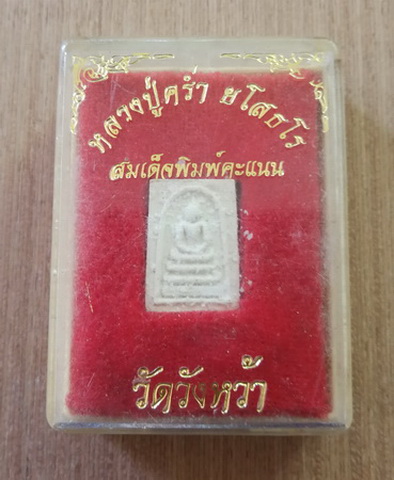 หลวงปู่คร่ำ ยโสธโร
สมเด็จพิมพ์คะแนน
วัดวังหว้า